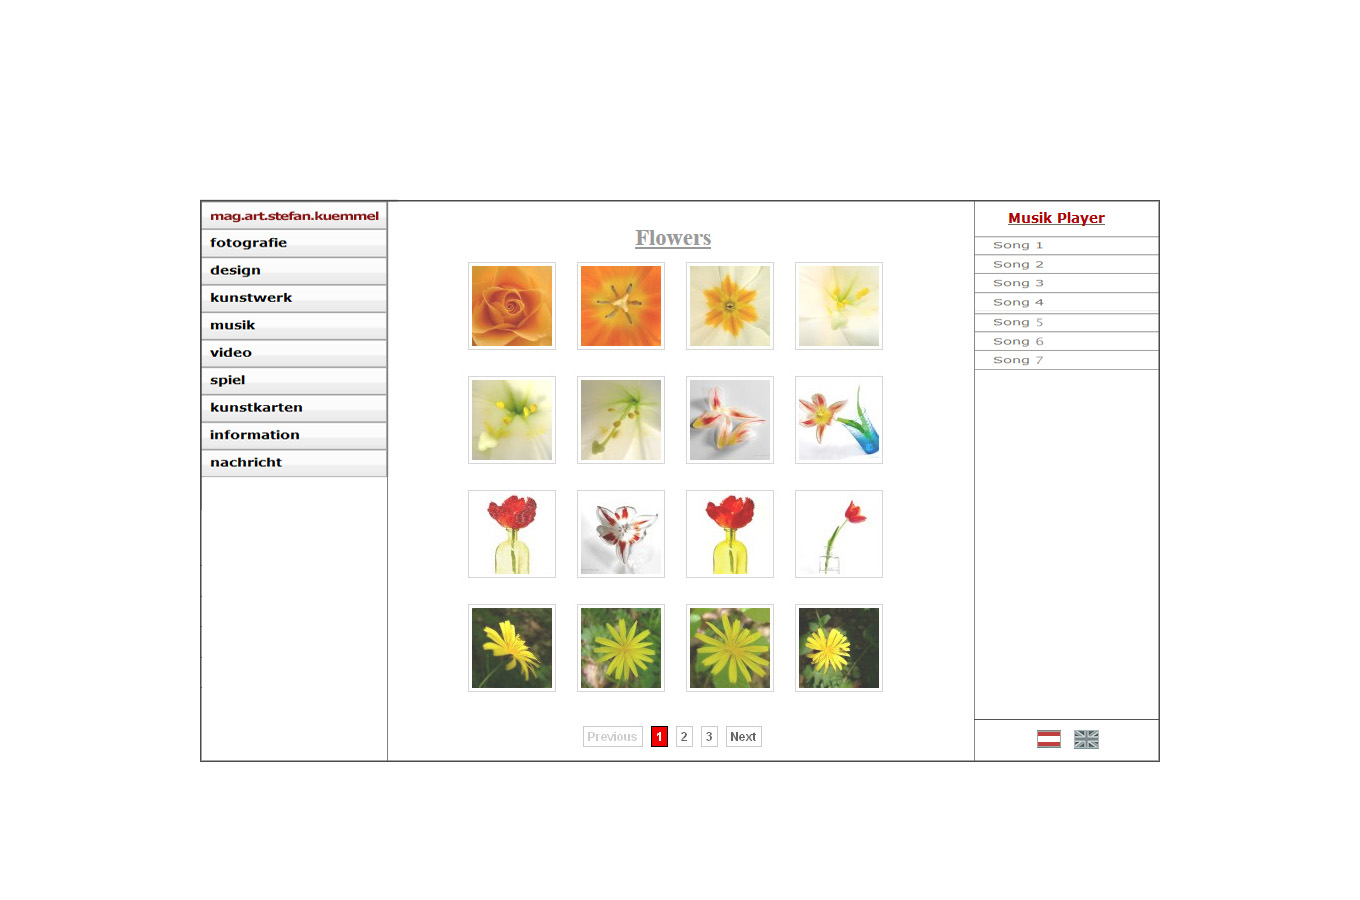 mag.art.stefan.kuemmel
fotografie
design
kunstwerk
musik
video
spiel
kunstkarten
information
nachricht
Flowers
Previous 1 2 3 Next
Musik Player
Song 1
Song 2
Song 3
Song 4
Song 5
Song 6
Song 7